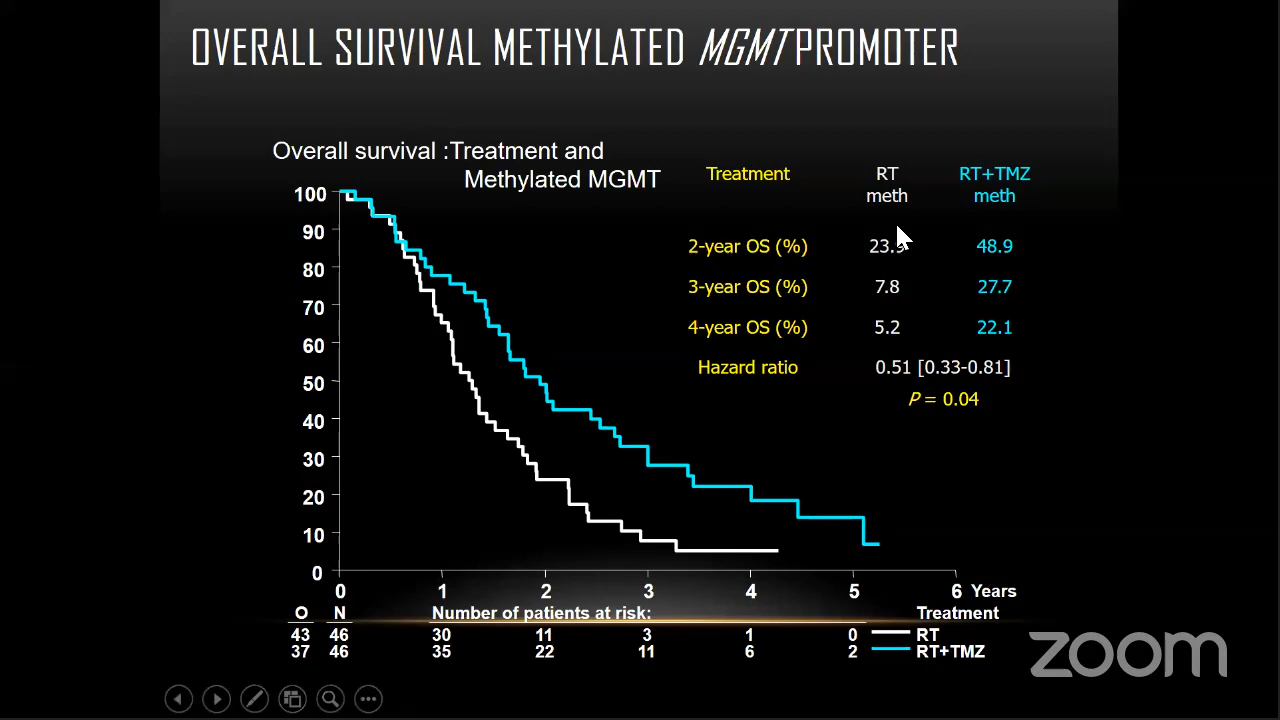 OVERALL SURVIVAL METHYLATED MGMT PROMOTER
Overall survival :Treatment and
Methylated MGMT
Treatment RT RT+TMZ
meth meth
2-year OS (%) 23.9 48.9
3-year OS (%) 7.8 27.7
4-year OS (%) 5.2 22.1
Hazard ratio 0.51 [0.33-0.81]
P = 0.04
100
90
80
70
60
50
40
30
20
10
0
0 1 2 3 4 5 6 Years
O N Number of patients at risk: Treatment
43 46 30 11 3 1 0 RT
37 46 35 22 11 6 2 RT+TMZ
zoom